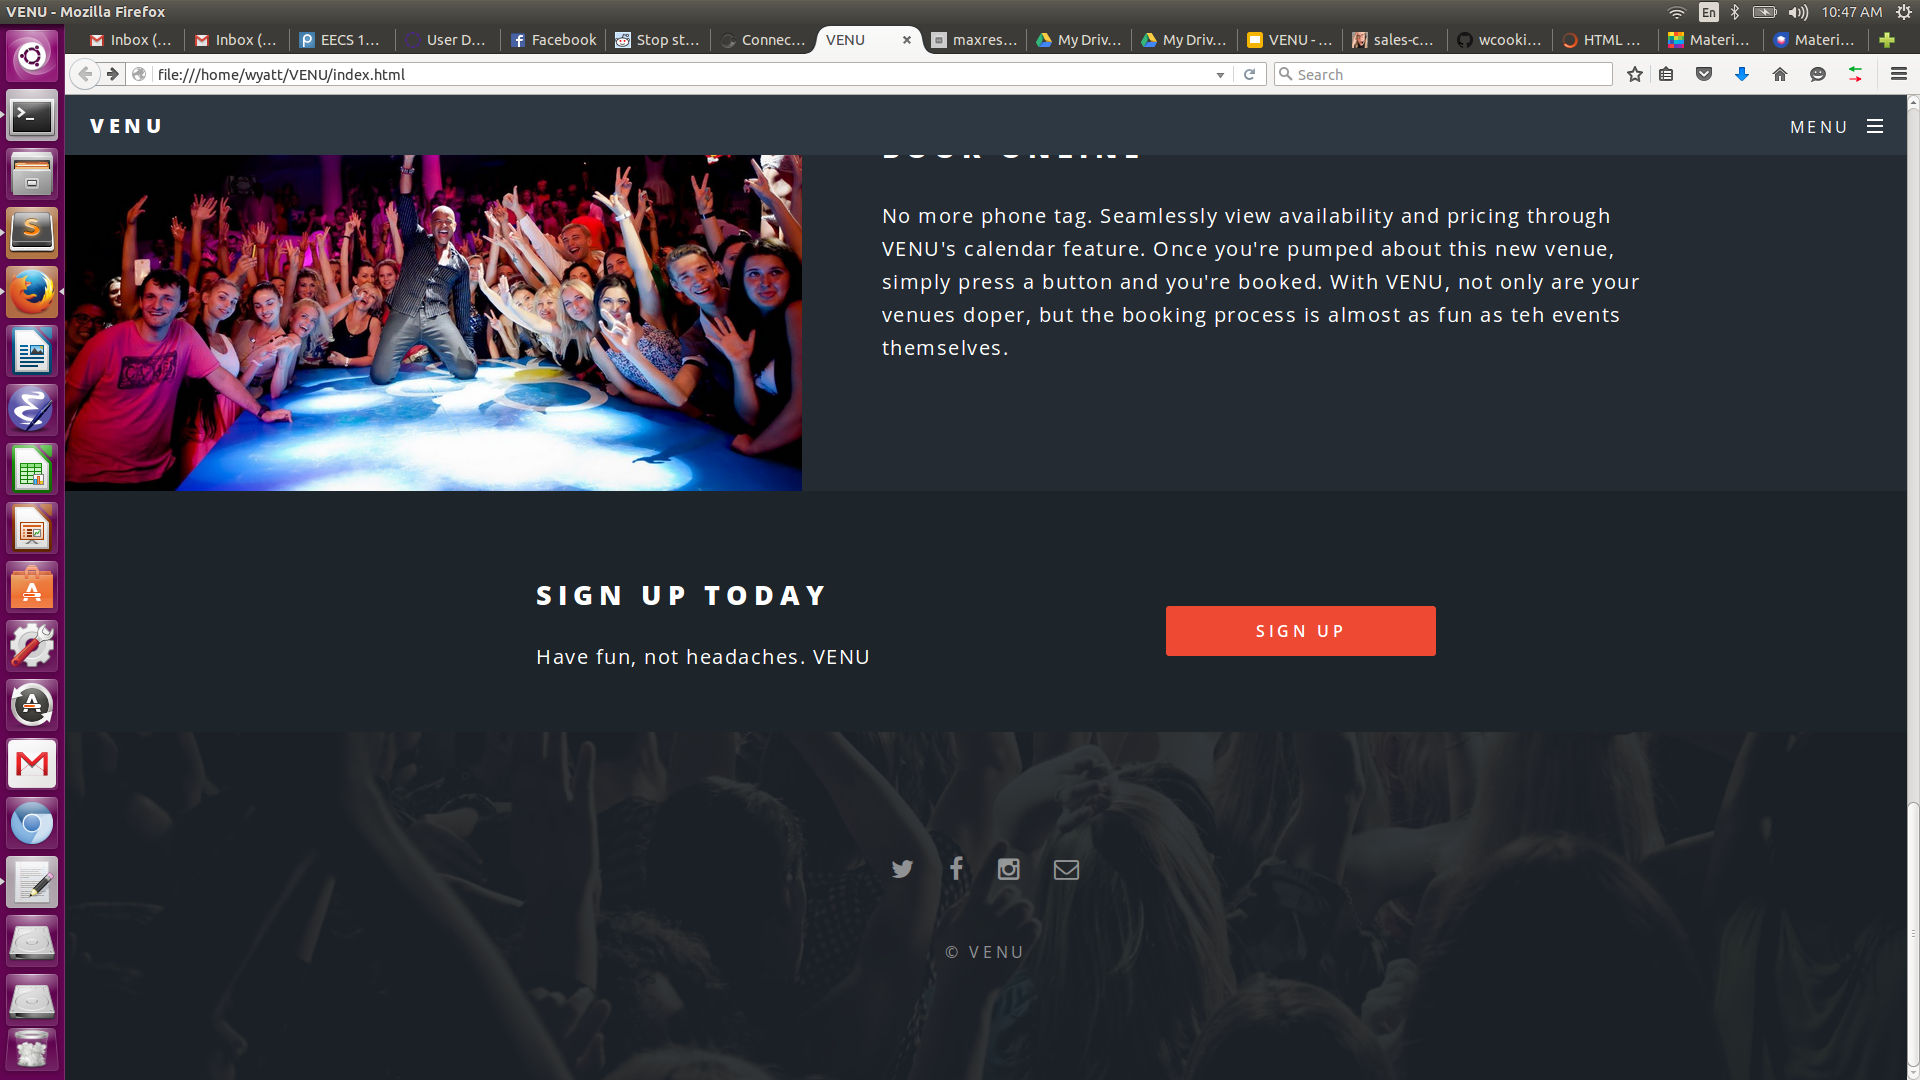 VENU - Mozilla Firefox
En
10:47 AM
Inbox (...
Inbox (...
EECS 1...
User D...
Facebook
Stop st...
Connec...
VENU
maxres...
My Driv...
My Driv...
VENU - ...
sales-c...
wcooki...
HTML ...
Materi...
Materi...
file:///home/wyatt/VENU/index.html
Search
VENU
MENU
BOOK ONLINE
No more phone tag. Seamlessly view availability and pricing through
VENU's calendar feature. Once you're pumped about this new venue,
simply press a button and you're booked. With VENU, not only are your
venues doper, but the booking process is almost as fun as teh events
themselves.
SIGN UP TODAY
Have fun, not headaches. VENU
SIGN UP
© VENU